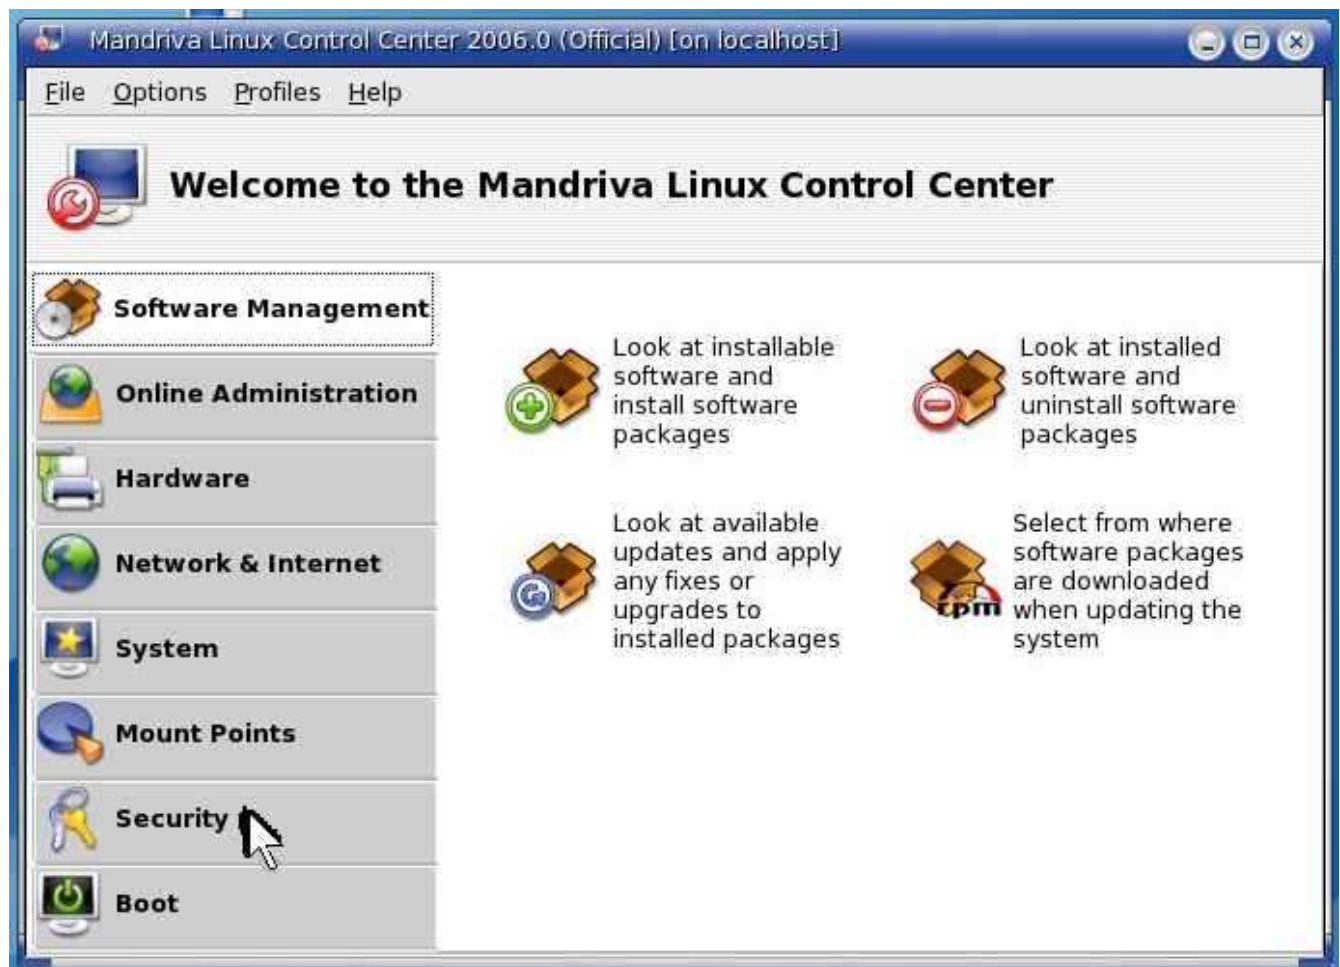 Mandriva Linux Control Center 2006.0 (Official) [on localhost]
File Options Profiles Help
Welcome to the Mandriva Linux Control Center
Software Management
Online Administration
Hardware
Network & Internet
System
Mount Points
Security
Boot
Look at installable
software and
install software
packages
Look at installed
software and
uninstall software
packages
Look at available
updates and apply
any fixes or
upgrades to
installed packages
rpm
Select from where
software packages
are downloaded
when updating the
system